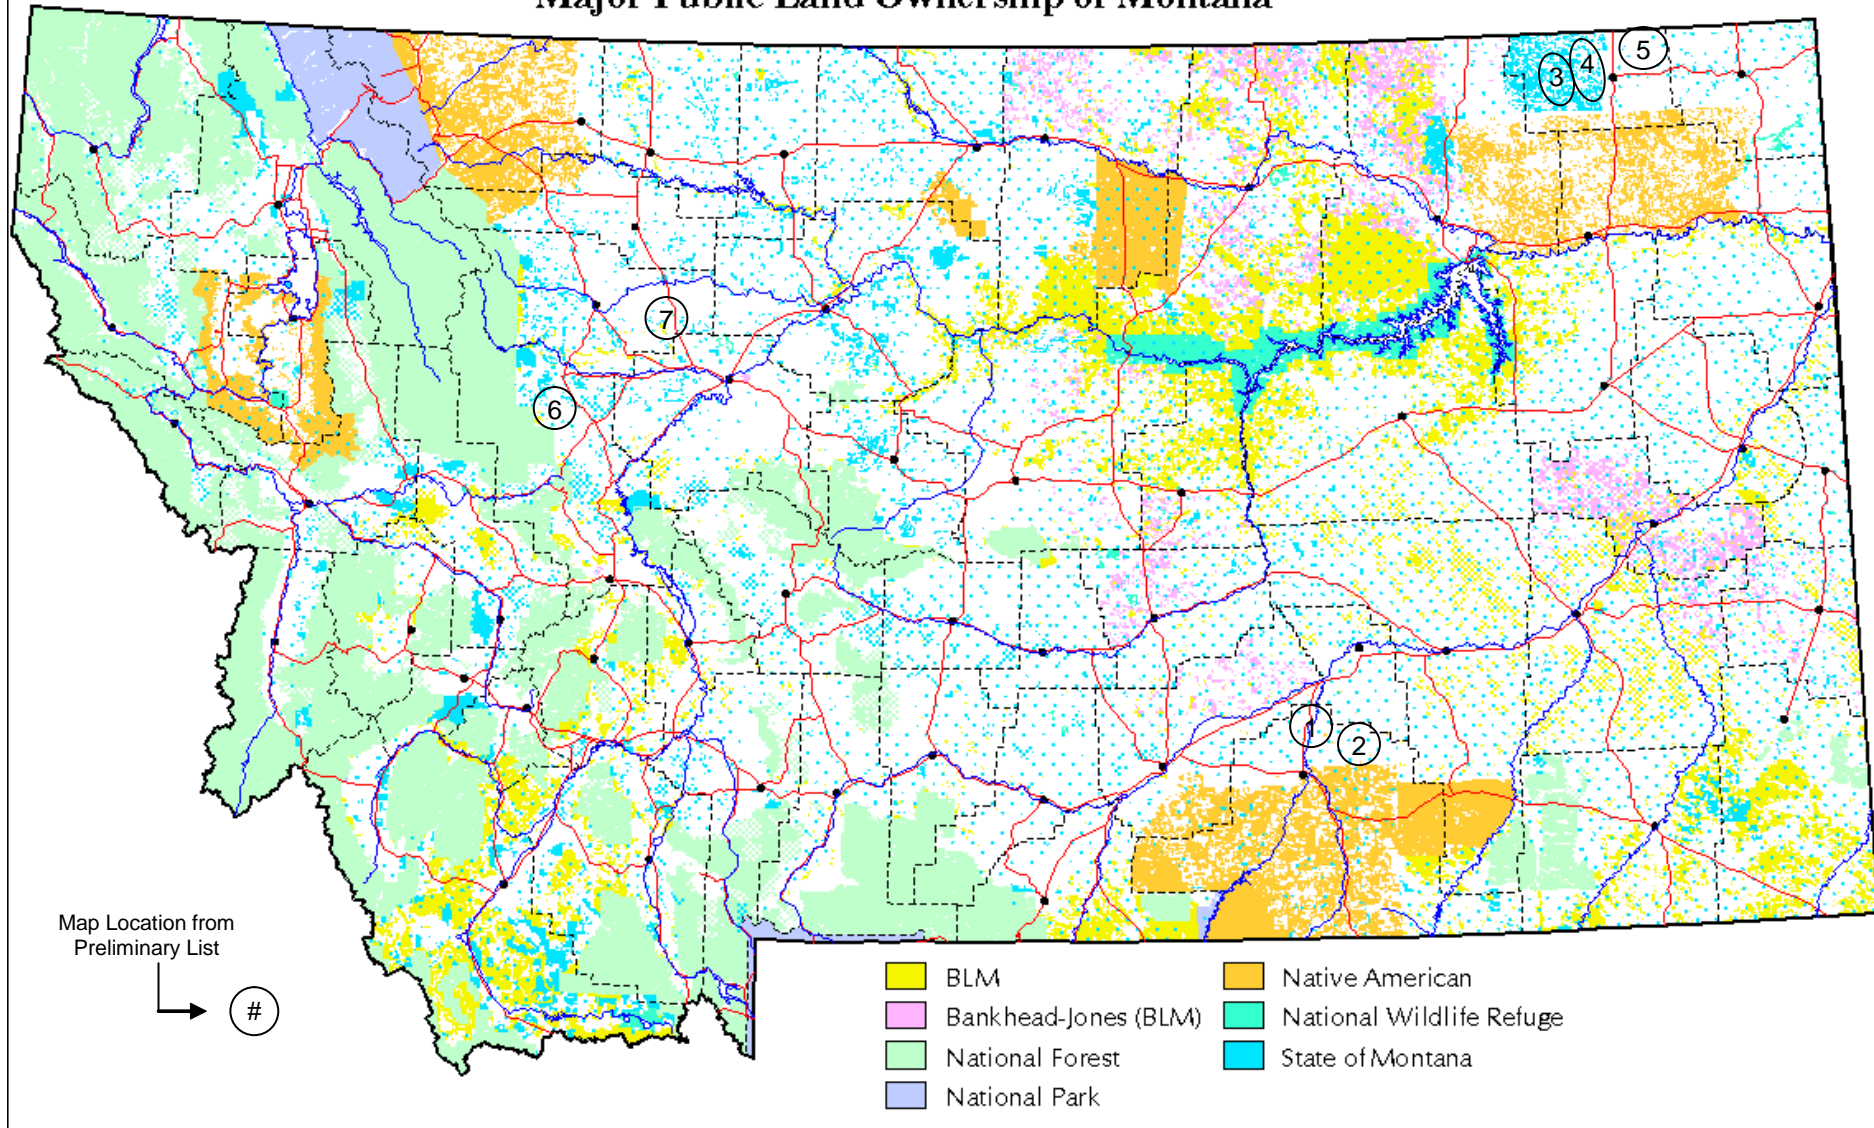 Major Public Land Ownership of Montana
3
4
5
7
6
1
2
Map Location from
Preliminary List
#
BLM
Bankhead-Jones (BLM)
National Forest
National Park
Native American
National Wildlife Refuge
State of Montana